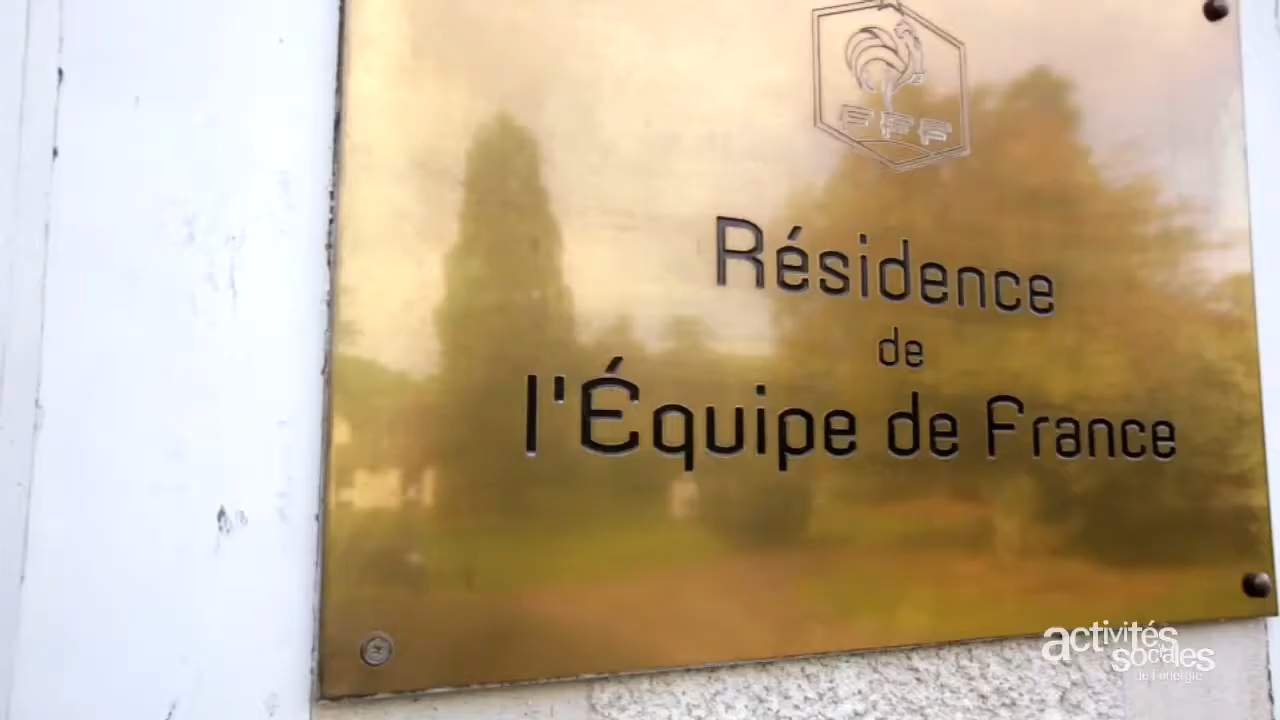 FFF
Résidence
de
l'Équipe de France
activités
sociales
de l'énergie